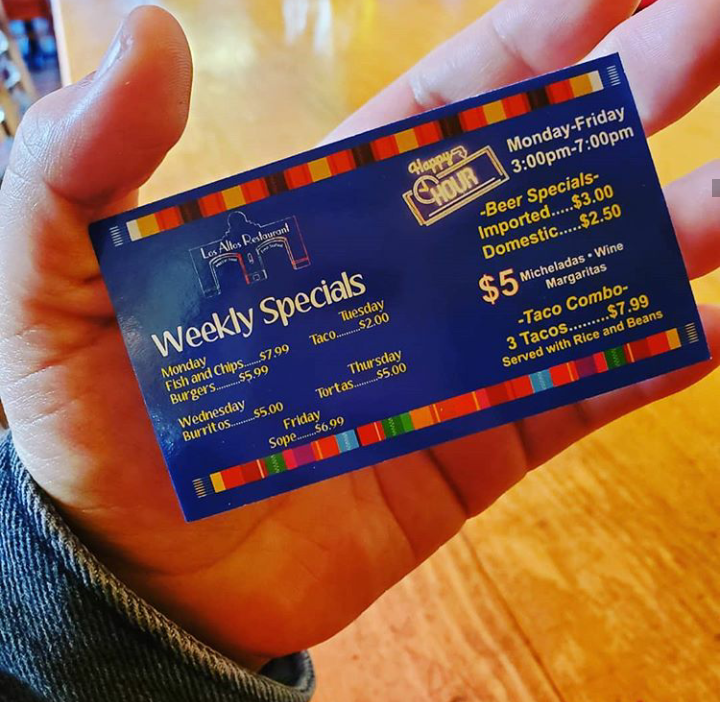 Los Altos Restaurant
Weekly Specials
Monday
Fish and Chips......$7.99
Burgers.........$5.99
Tuesday
Taco.........$2.00
Wednesday
Burritos.........$5.00
Thursday
Tortas.........$5.00
Friday
Sope........$6.99
Happy
HOUR
Monday-Friday
3:00pm-7:00pm
-Beer Specials-
Imported.....$3.00
Domestic.....$2.50
$5 Micheladas • Wine
Margaritas
-Taco Combo-
3 Tacos........$7.99
Served with Rice and Beans